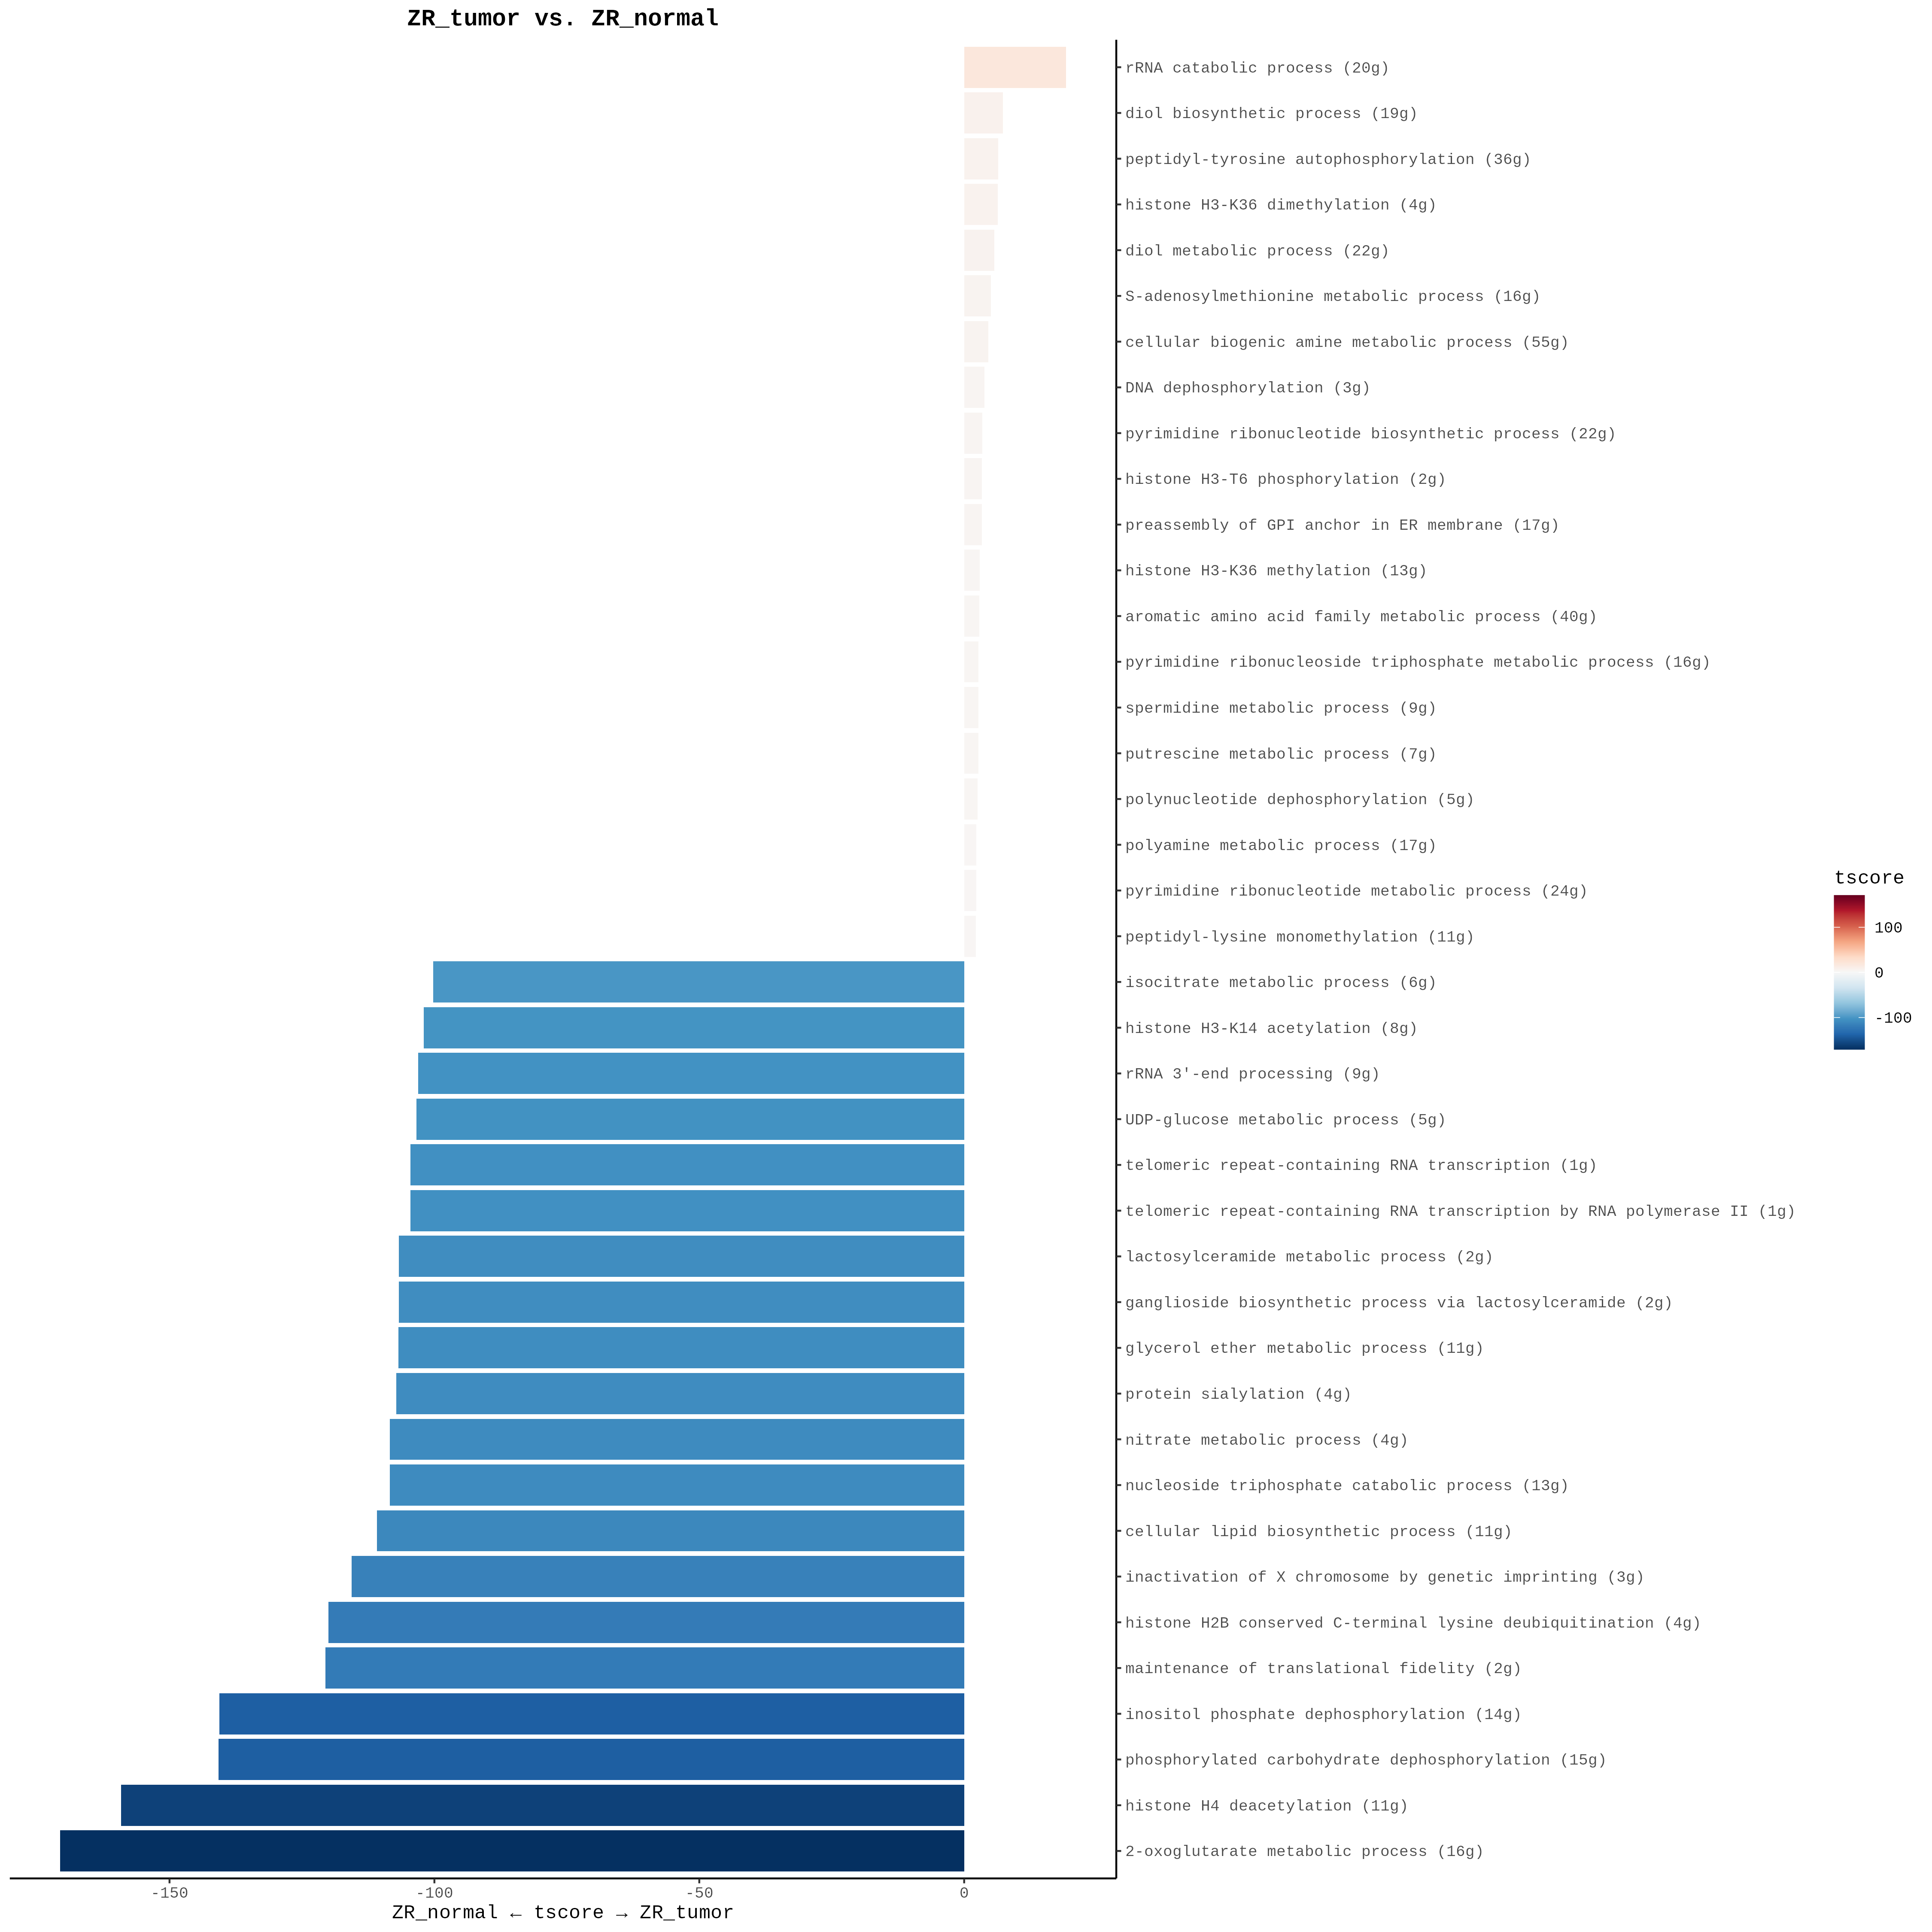 ZR_tumor vs. ZR_normal
rRNA catabolic process (20g)
diol biosynthetic process (19g)
peptidyl-tyrosine autophosphorylation (36g)
histone H3-K36 dimethylation (4g)
diol metabolic process (22g)
S-adenosylmethionine metabolic process (16g)
cellular biogenic amine metabolic process (55g)
DNA dephosphorylation (3g)
pyrimidine ribonucleotide biosynthetic process (22g)
histone H3-T6 phosphorylation (2g)
preassembly of GPI anchor in ER membrane (17g)
histone H3-K36 methylation (13g)
aromatic amino acid family metabolic process (40g)
pyrimidine ribonucleoside triphosphate metabolic process (16g)
spermidine metabolic process (9g)
putrescine metabolic process (7g)
polynucleotide dephosphorylation (5g)
polyamine metabolic process (17g)
pyrimidine ribonucleotide metabolic process (24g)
peptidyl-lysine monomethylation (11g)
isocitrate metabolic process (6g)
histone H3-K14 acetylation (8g)
rRNA 3'-end processing (9g)
UDP-glucose metabolic process (5g)
telomeric repeat-containing RNA transcription (1g)
telomeric repeat-containing RNA transcription by RNA polymerase II (1g)
lactosylceramide metabolic process (2g)
ganglioside biosynthetic process via lactosylceramide (2g)
glycerol ether metabolic process (11g)
protein sialylation (4g)
nitrate metabolic process (4g)
nucleoside triphosphate catabolic process (13g)
cellular lipid biosynthetic process (11g)
inactivation of X chromosome by genetic imprinting (3g)
histone H2B conserved C-terminal lysine deubiquitination (4g)
maintenance of translational fidelity (2g)
inositol phosphate dephosphorylation (14g)
phosphorylated carbohydrate dephosphorylation (15g)
histone H4 deacetylation (11g)
2-oxoglutarate metabolic process (16g)
-150 -100 -50 0
ZR_normal ← tscore → ZR_tumor
tscore
100
0
-100